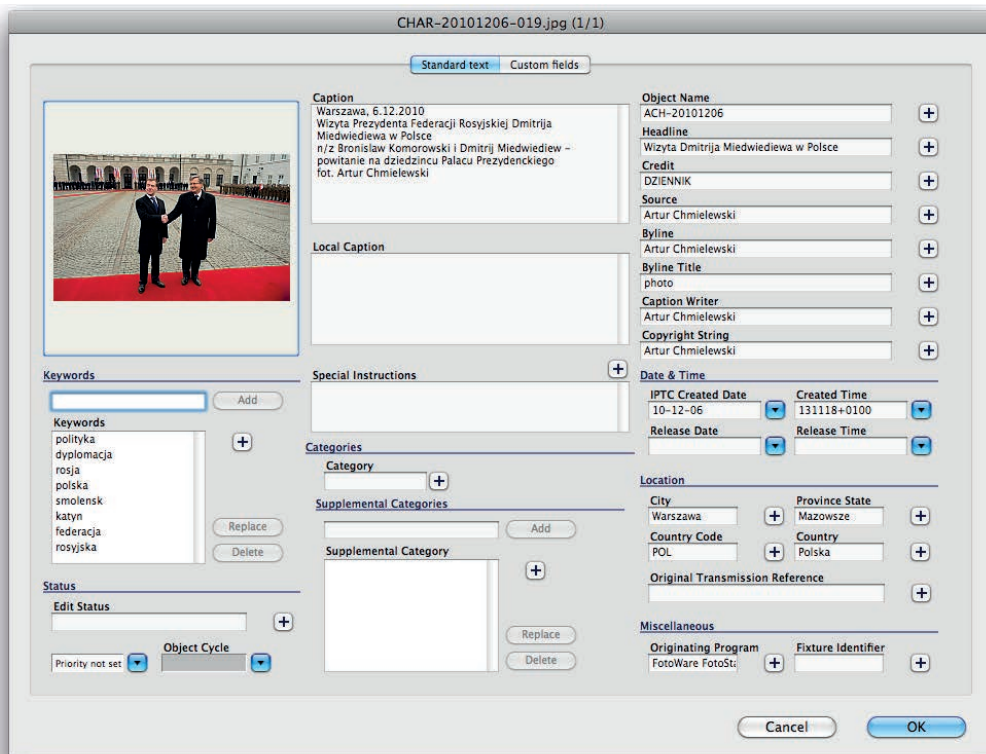 CHAR-20101206-019.jpg (1/1)
Standard text
Custom fields
Caption
Warszawa, 6.12.2010
Wizyta Prezydenta Federacji Rosyjskiej Dmitrija
Miedwiediewa w Polsce
n/z Bronislaw Komorowski i Dmitrij Miedwiediew –
powitanie na dziedzincu Palacu Prezydenckiego
fot. Artur Chmielewski
Local Caption
Special Instructions
Object Name
ACH-20101206
Headline
Wizyta Dmitrija Miedwiediewa w Polsce
Credit
DZIENNIK
Source
Artur Chmielewski
Byline
Artur Chmielewski
Byline Title
photo
Caption Writer
Artur Chmielewski
Copyright String
Artur Chmielewski
Keywords
Add
Keywords
polityka
dyplomacja
rosja
polska
smolensk
katyn
federacja
rosyjska
Replace
Delete
Status
Edit Status
Object Cycle
Priority not set
Categories
Category
Supplemental Categories
Add
Supplemental Category
Replace
Delete
Date & Time
IPTC Created Date
Created Time
10-12-06
131118+0100
Release Date
Release Time
Location
City
Province State
Warszawa
Mazowsze
Country Code
Country
POL
Polska
Original Transmission Reference
Miscellaneous
Originating Program
Fixture Identifier
FotoWare FotoSta
Cancel
OK